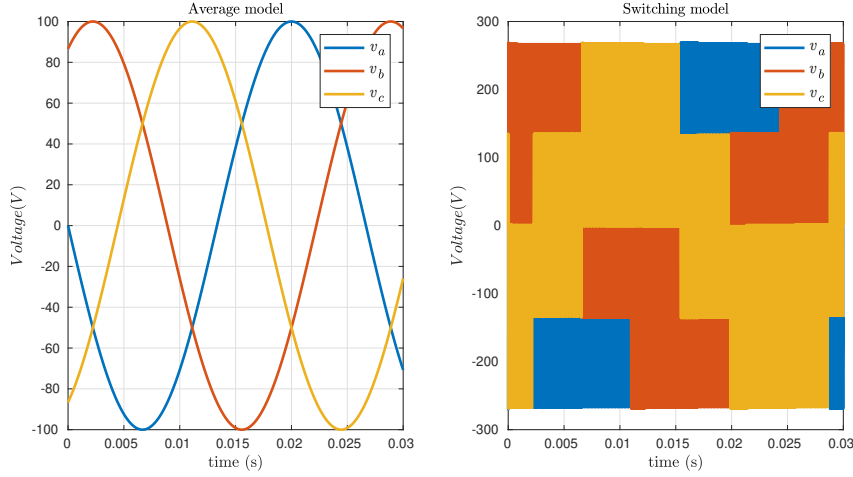 Average model
100
80
60
40
20
0
-20
-40
-60
-80
-100
Voltage(V)
0
0.005
0.01
0.015
0.02
0.025
0.03
time (s)
v_a
v_b
v_c
Switching model
300
200
100
0
-100
-200
-300
Voltage(V)
0
0.005
0.01
0.015
0.02
0.025
0.03
time (s)
v_a
v_b
v_c